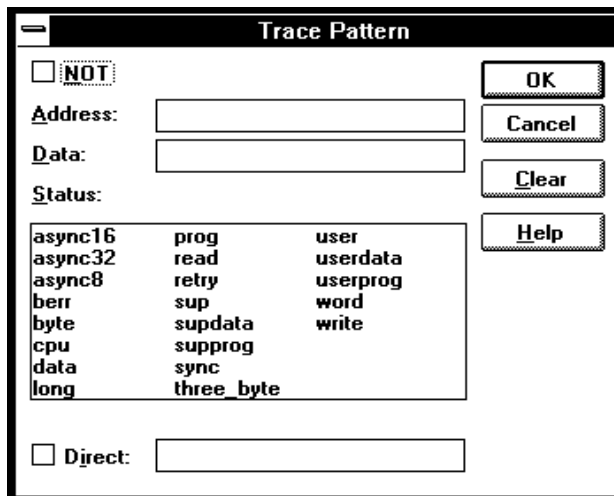 Trace Pattern
NOT
OK
Address:
Cancel
Data:
Clear
Status:
Help
async16 prog user
async32 read userdata
async8 retry userprog
berr sup word
byte supdata write
cpu supprog
data sync
long three_byte
Direct: